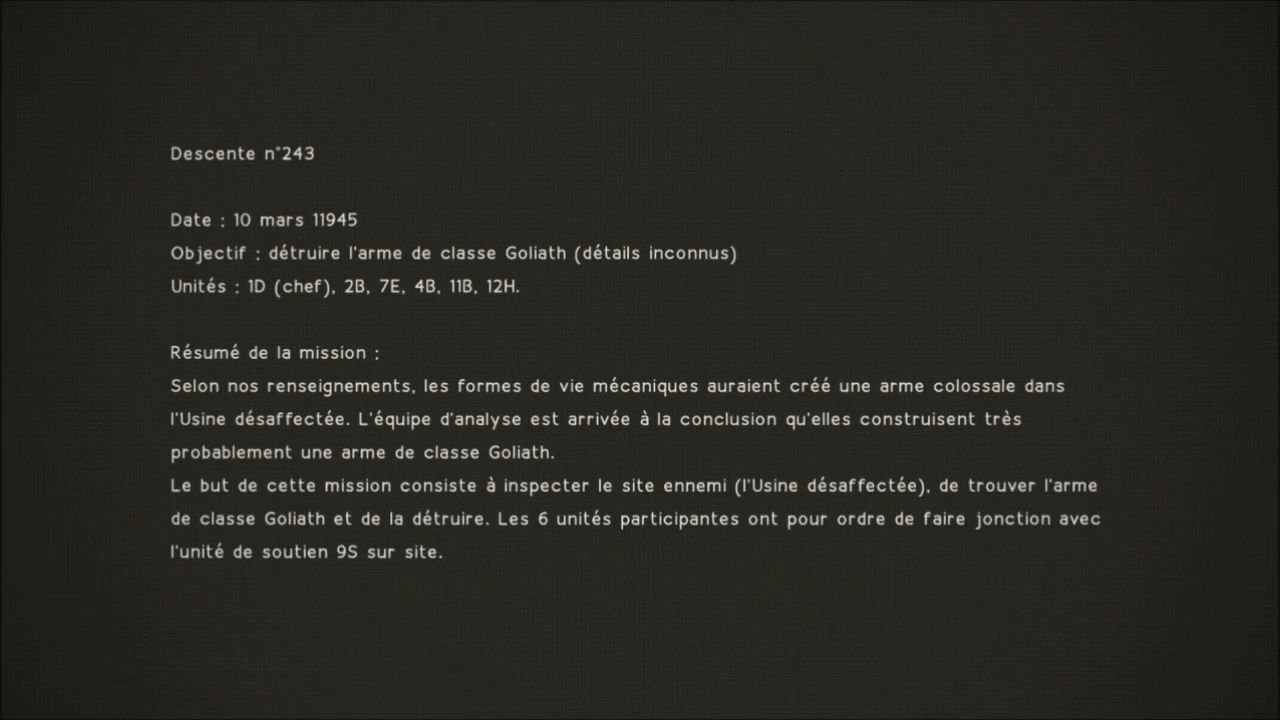 Descente n°243
Date : 10 mars 11945
Objectif : détruire l'arme de classe Goliath (détails inconnus)
Unités : 1D (chef), 2B, 7E, 4B, 11B, 12H.
Résumé de la mission :
Selon nos renseignements, les formes de vie mécaniques auraient créé une arme colossale dans
l'Usine désaffectée. L'équipe d'analyse est arrivée à la conclusion qu'elles construisent très
probablement une arme de classe Goliath.
Le but de cette mission consiste à inspecter le site ennemi (l'Usine désaffectée), de trouver l'arme
de classe Goliath et de la détruire. Les 6 unités participantes ont pour ordre de faire jonction avec
l'unité de soutien 9S sur site.